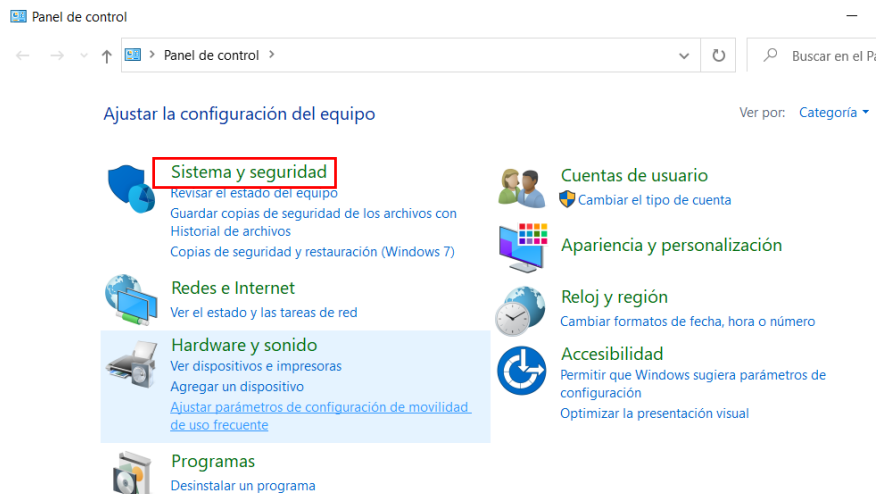 Panel de control
Panel de control
Buscar en el Pa
Ajustar la configuración del equipo
Ver por: Categoría
Sistema y seguridad
Revisar el estado del equipo
Guardar copias de seguridad de los archivos con
Historial de archivos
Copias de seguridad y restauración (Windows 7)
Redes e Internet
Ver el estado y las tareas de red
Hardware y sonido
Ver dispositivos e impresoras
Agregar un dispositivo
Ajustar parámetros de configuración de movilidad
de uso frecuente
Programas
Desinstalar un programa
Cuentas de usuario
Cambiar el tipo de cuenta
Apariencia y personalización
Reloj y región
Cambiar formatos de fecha, hora o número
Accesibilidad
Permitir que Windows sugiera parámetros de
configuración
Optimizar la presentación visual